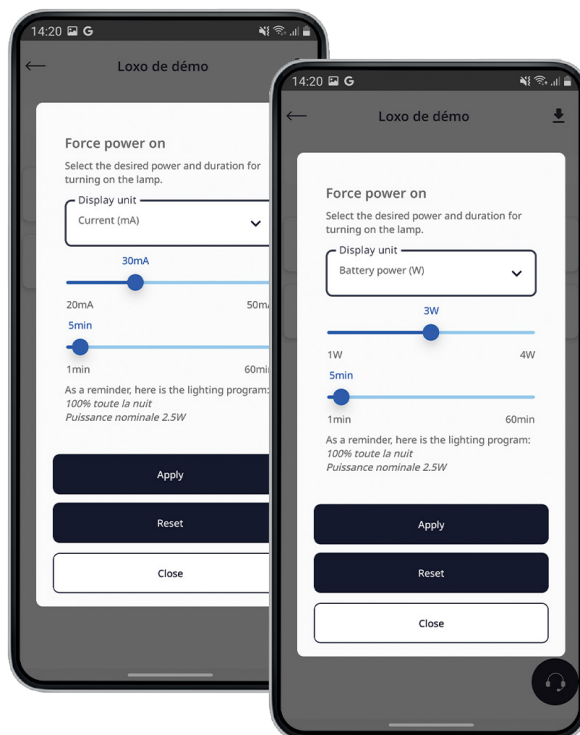 14:20 G
Loxo de démo
Force power on
Select the desired power and duration for
turning on the lamp.
Display unit
Current (mA)
30mA
20mA 50m
5min
1min 60mi
As a reminder, here is the lighting program:
100% toute la nuit
Puissance nominale 2.5W
Apply
Reset
Close
14:20 G
Loxo de démo
Force power on
Select the desired power and duration for
turning on the lamp.
Display unit
Battery power (W)
3W
1W 4W
5min
1min 60min
As a reminder, here is the lighting program:
100% toute la nuit
Puissance nominale 2.5W
Apply
Reset
Close